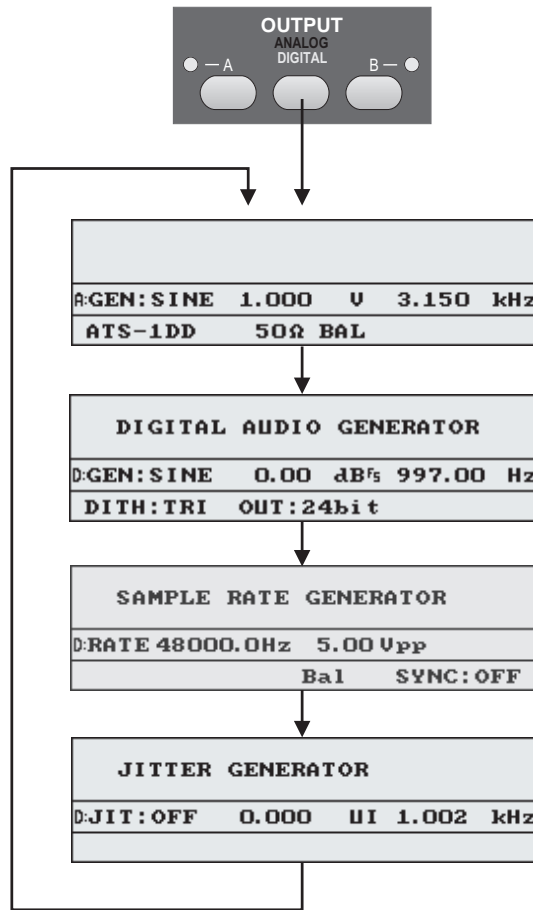 OUTPUT
ANALOG
DIGITAL
A
B
A:GEN:SINE 1.000 V 3.150 kHz
ATS-1DD 50Ω BAL
DIGITAL AUDIO GENERATOR
D:GEN:SINE 0.00 dBFS 997.00 Hz
DITH:TRI OUT:24bit
SAMPLE RATE GENERATOR
D:RATE 48000.0Hz 5.00 Vpp
Bal SYNC:OFF
JITTER GENERATOR
D:JIT:OFF 0.000 UI 1.002 kHz